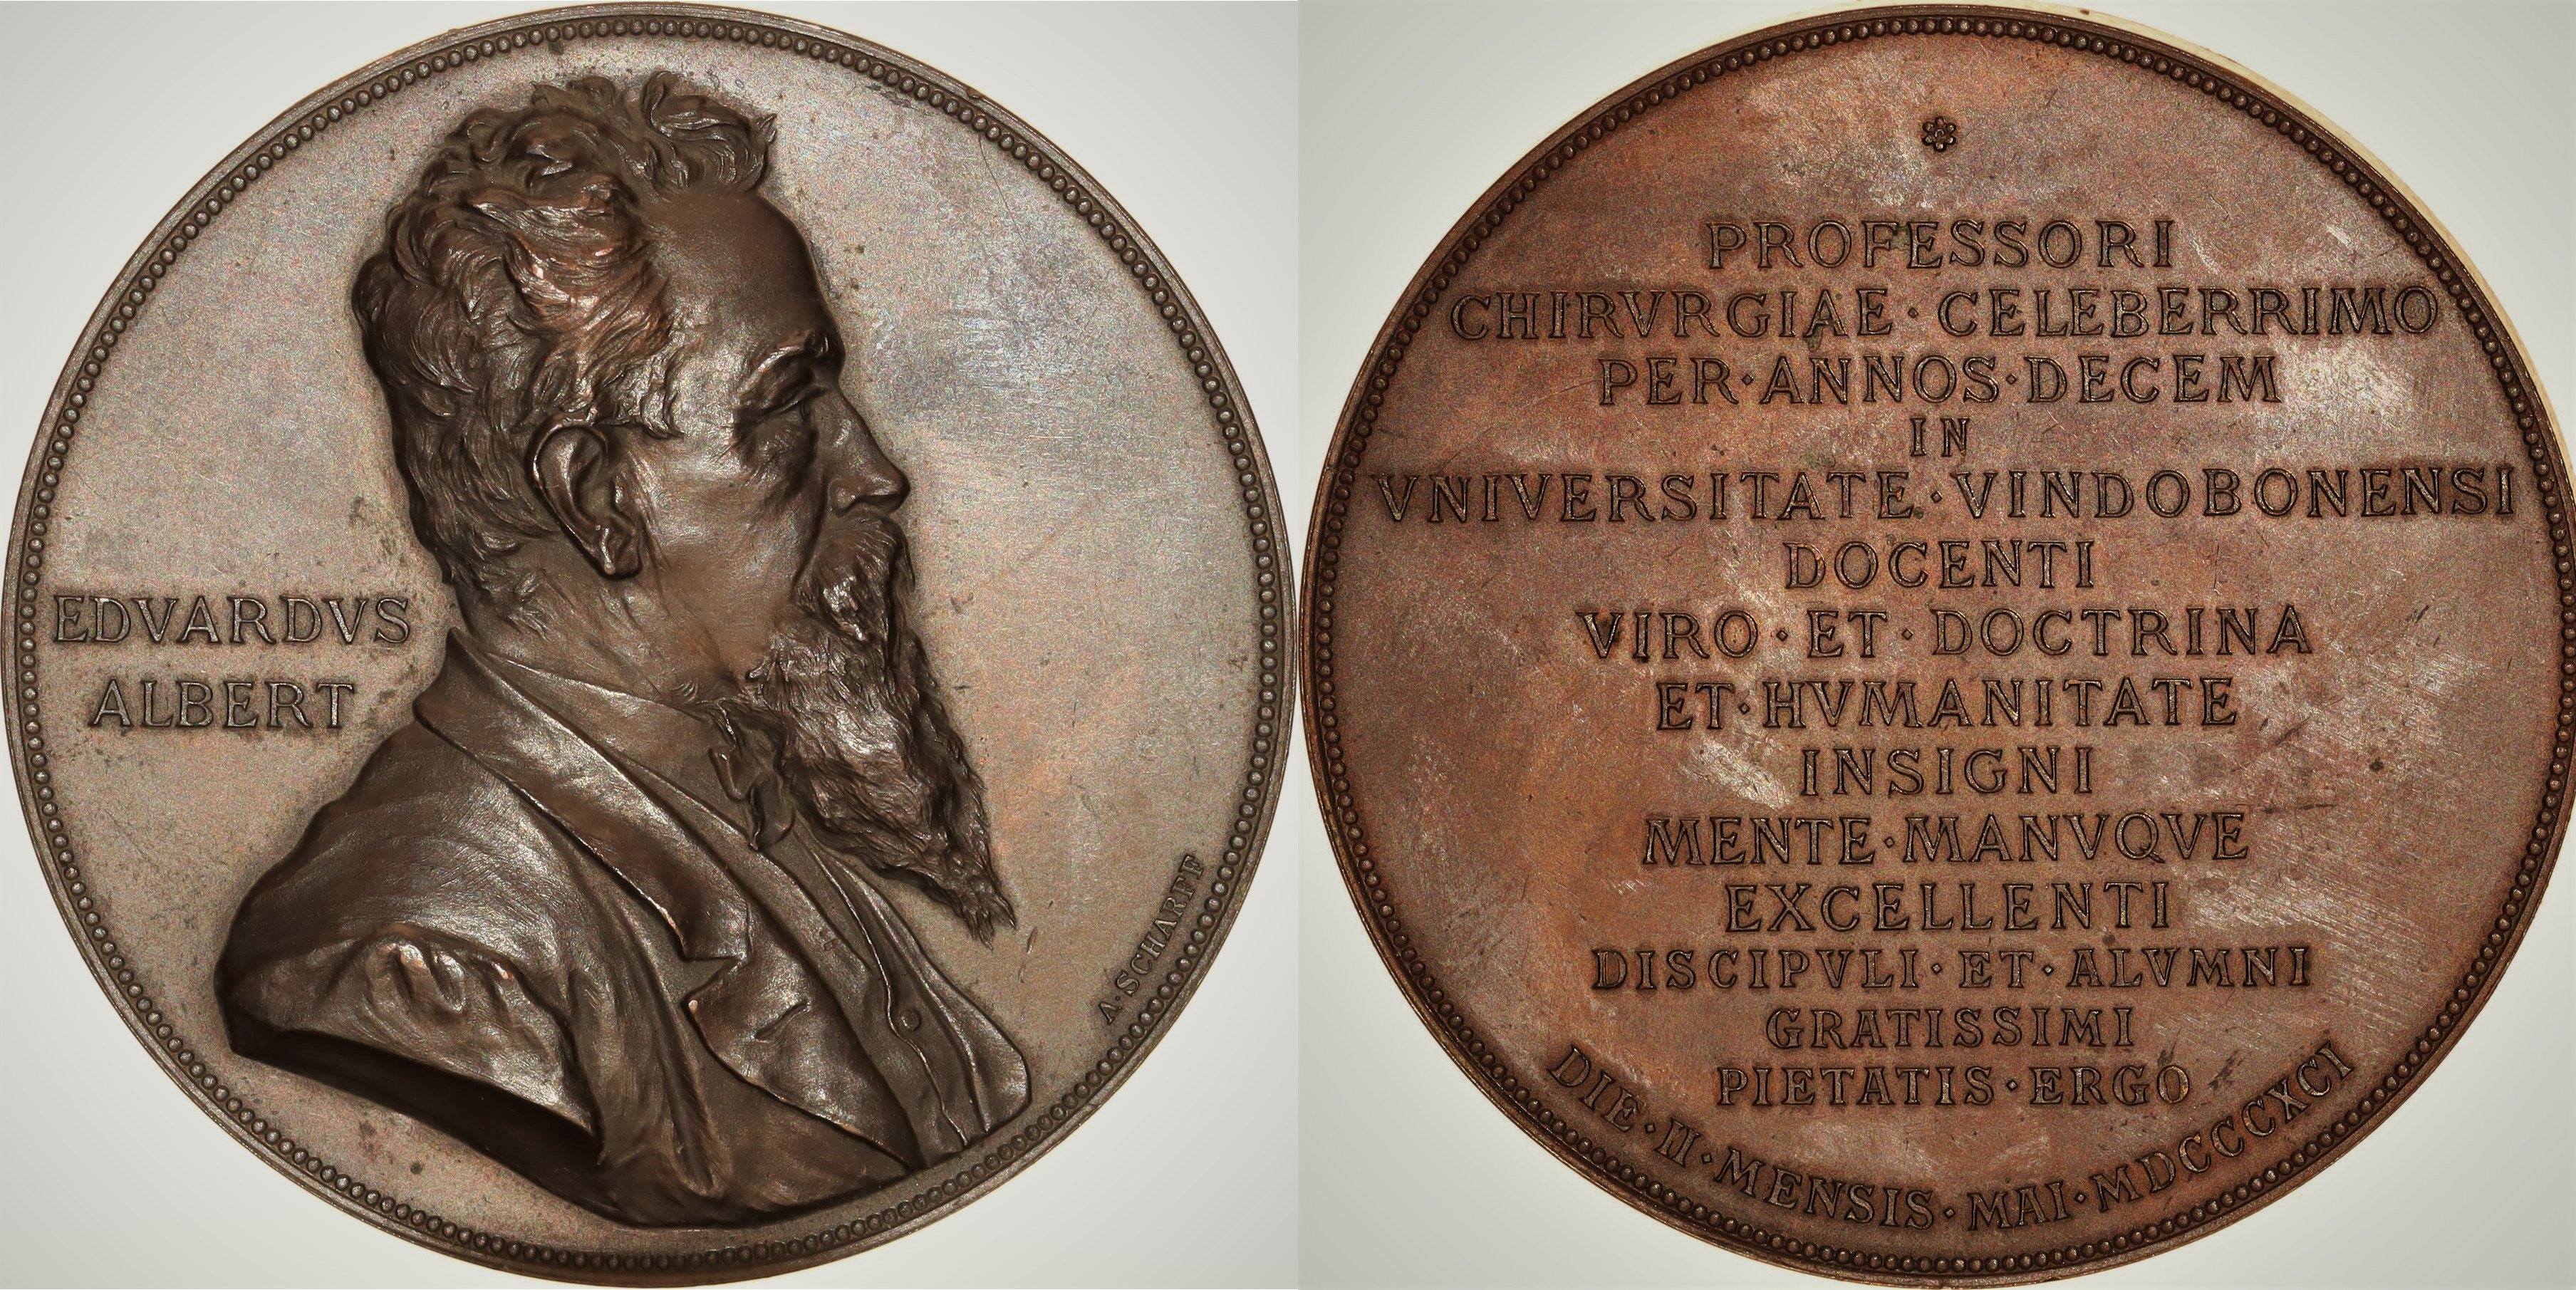 EDVARDVS
ALBERT
A·SCHARFF
PROFESSORI
CHIRVRGIAE·CELEBERRIMO
PER·ANNOS·DECEM
IN
VNIVERSITATE·VINDOBONENSI
DOCENTI
VIRO·ET·DOCTRINA
ET·HVMANITATE
INSIGNI
MENTE·MANVQVE
EXCELLENTI
DISCIPVLI·ET·ALVMNI
GRATISSIMI
PIETATIS·ERGO
DIE·II·MENSIS·MAI·MDCCCXCI